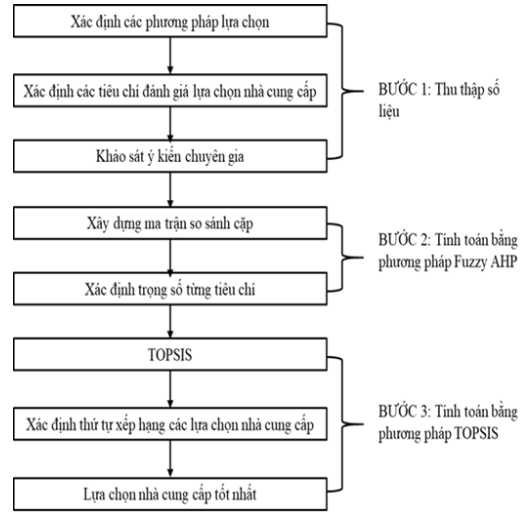 Xác định các phương pháp lựa chọn
Xác định các tiêu chí đánh giá lựa chọn nhà cung cấp
Khảo sát ý kiến chuyên gia
BƯỚC 1: Thu thập số
liệu
Xây dựng ma trận so sánh cặp
Xác định trọng số từng tiêu chí
BƯỚC 2: Tính toán bằng
phương pháp Fuzzy AHP
TOPSIS
Xác định thứ tự xếp hạng các lựa chọn nhà cung cấp
Lựa chọn nhà cung cấp tốt nhất
BƯỚC 3: Tính toán bằng
phương pháp TOPSIS